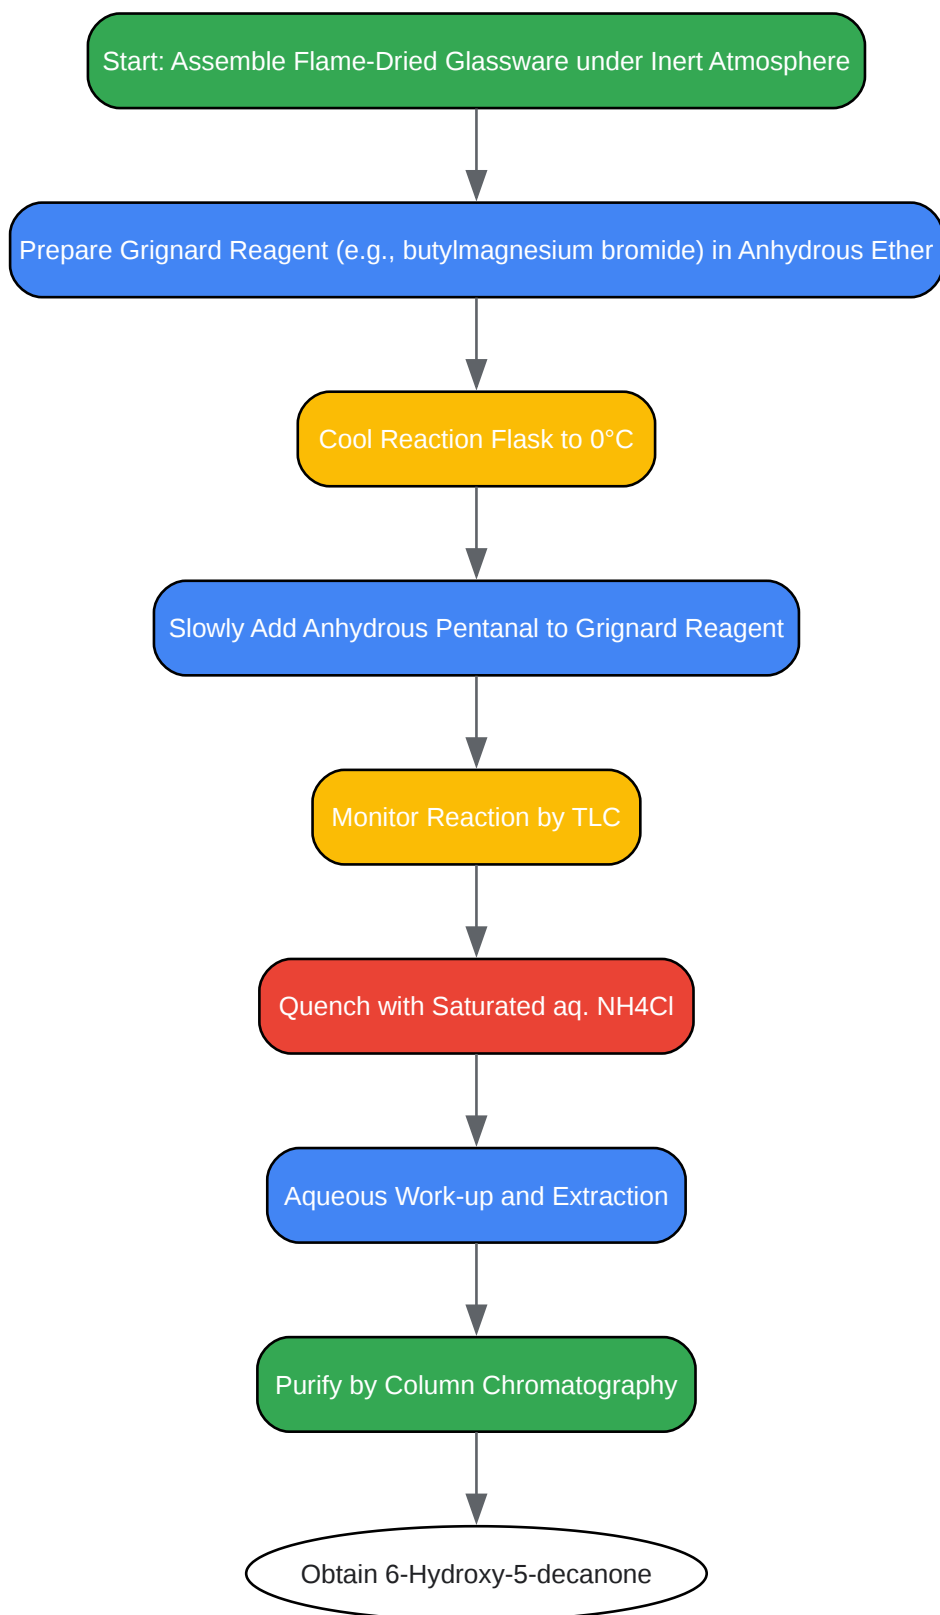 Start: Assemble Flame-Dried Glassware under Inert Atmosphere
Prepare Grignard Reagent (e.g., butylmagnesium bromide) in Anhydrous Ether
Cool Reaction Flask to 0°C
Slowly Add Anhydrous Pentanal to Grignard Reagent
Monitor Reaction by TLC
Quench with Saturated aq. NH4Cl
Aqueous Work-up and Extraction
Purify by Column Chromatography
Obtain 6-Hydroxy-5-decanone